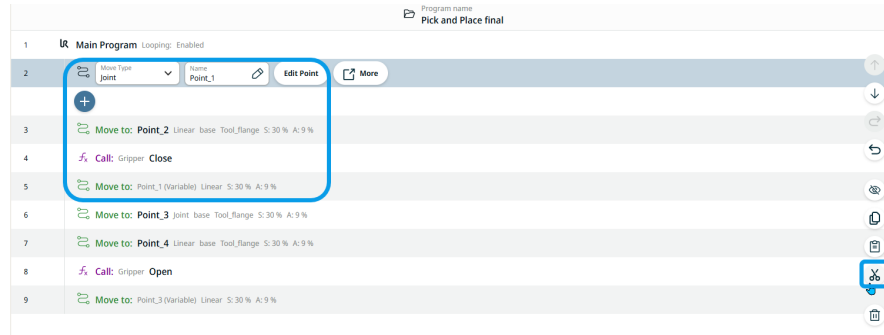 Program name
Pick and Place final
1 Main Program Looping: Enabled
2 Move Type Joint Name Point_1 Edit Point More
3 Move to: Point_2 Linear base Tool_flange S: 30 % A: 9 %
4 fx Call: Gripper Close
5 Move to: Point_1 (Variable) Linear S: 30 % A: 9 %
6 Move to: Point_3 Joint base Tool_flange S: 30 % A: 9 %
7 Move to: Point_4 Linear base Tool_flange S: 30 % A: 9 %
8 fx Call: Gripper Open
9 Move to: Point_3 (Variable) Linear S: 30 % A: 9 %